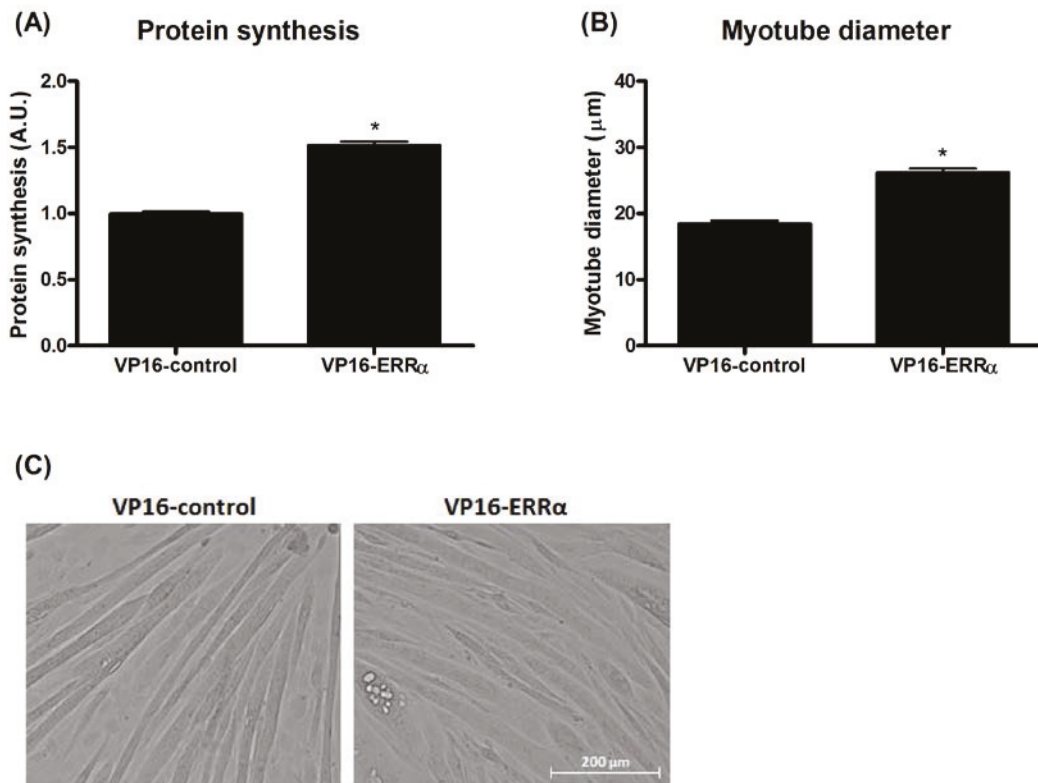 (A) Protein synthesis
Protein synthesis (A.U.)
2.0
1.5
1.0
0.5
0.0
*
VP16-control VP16-ERRα
(B) Myotube diameter
Myotube diameter (μm)
40
30
20
10
0
*
VP16-control VP16-ERRα
(C)
VP16-control VP16-ERRα
200 μm